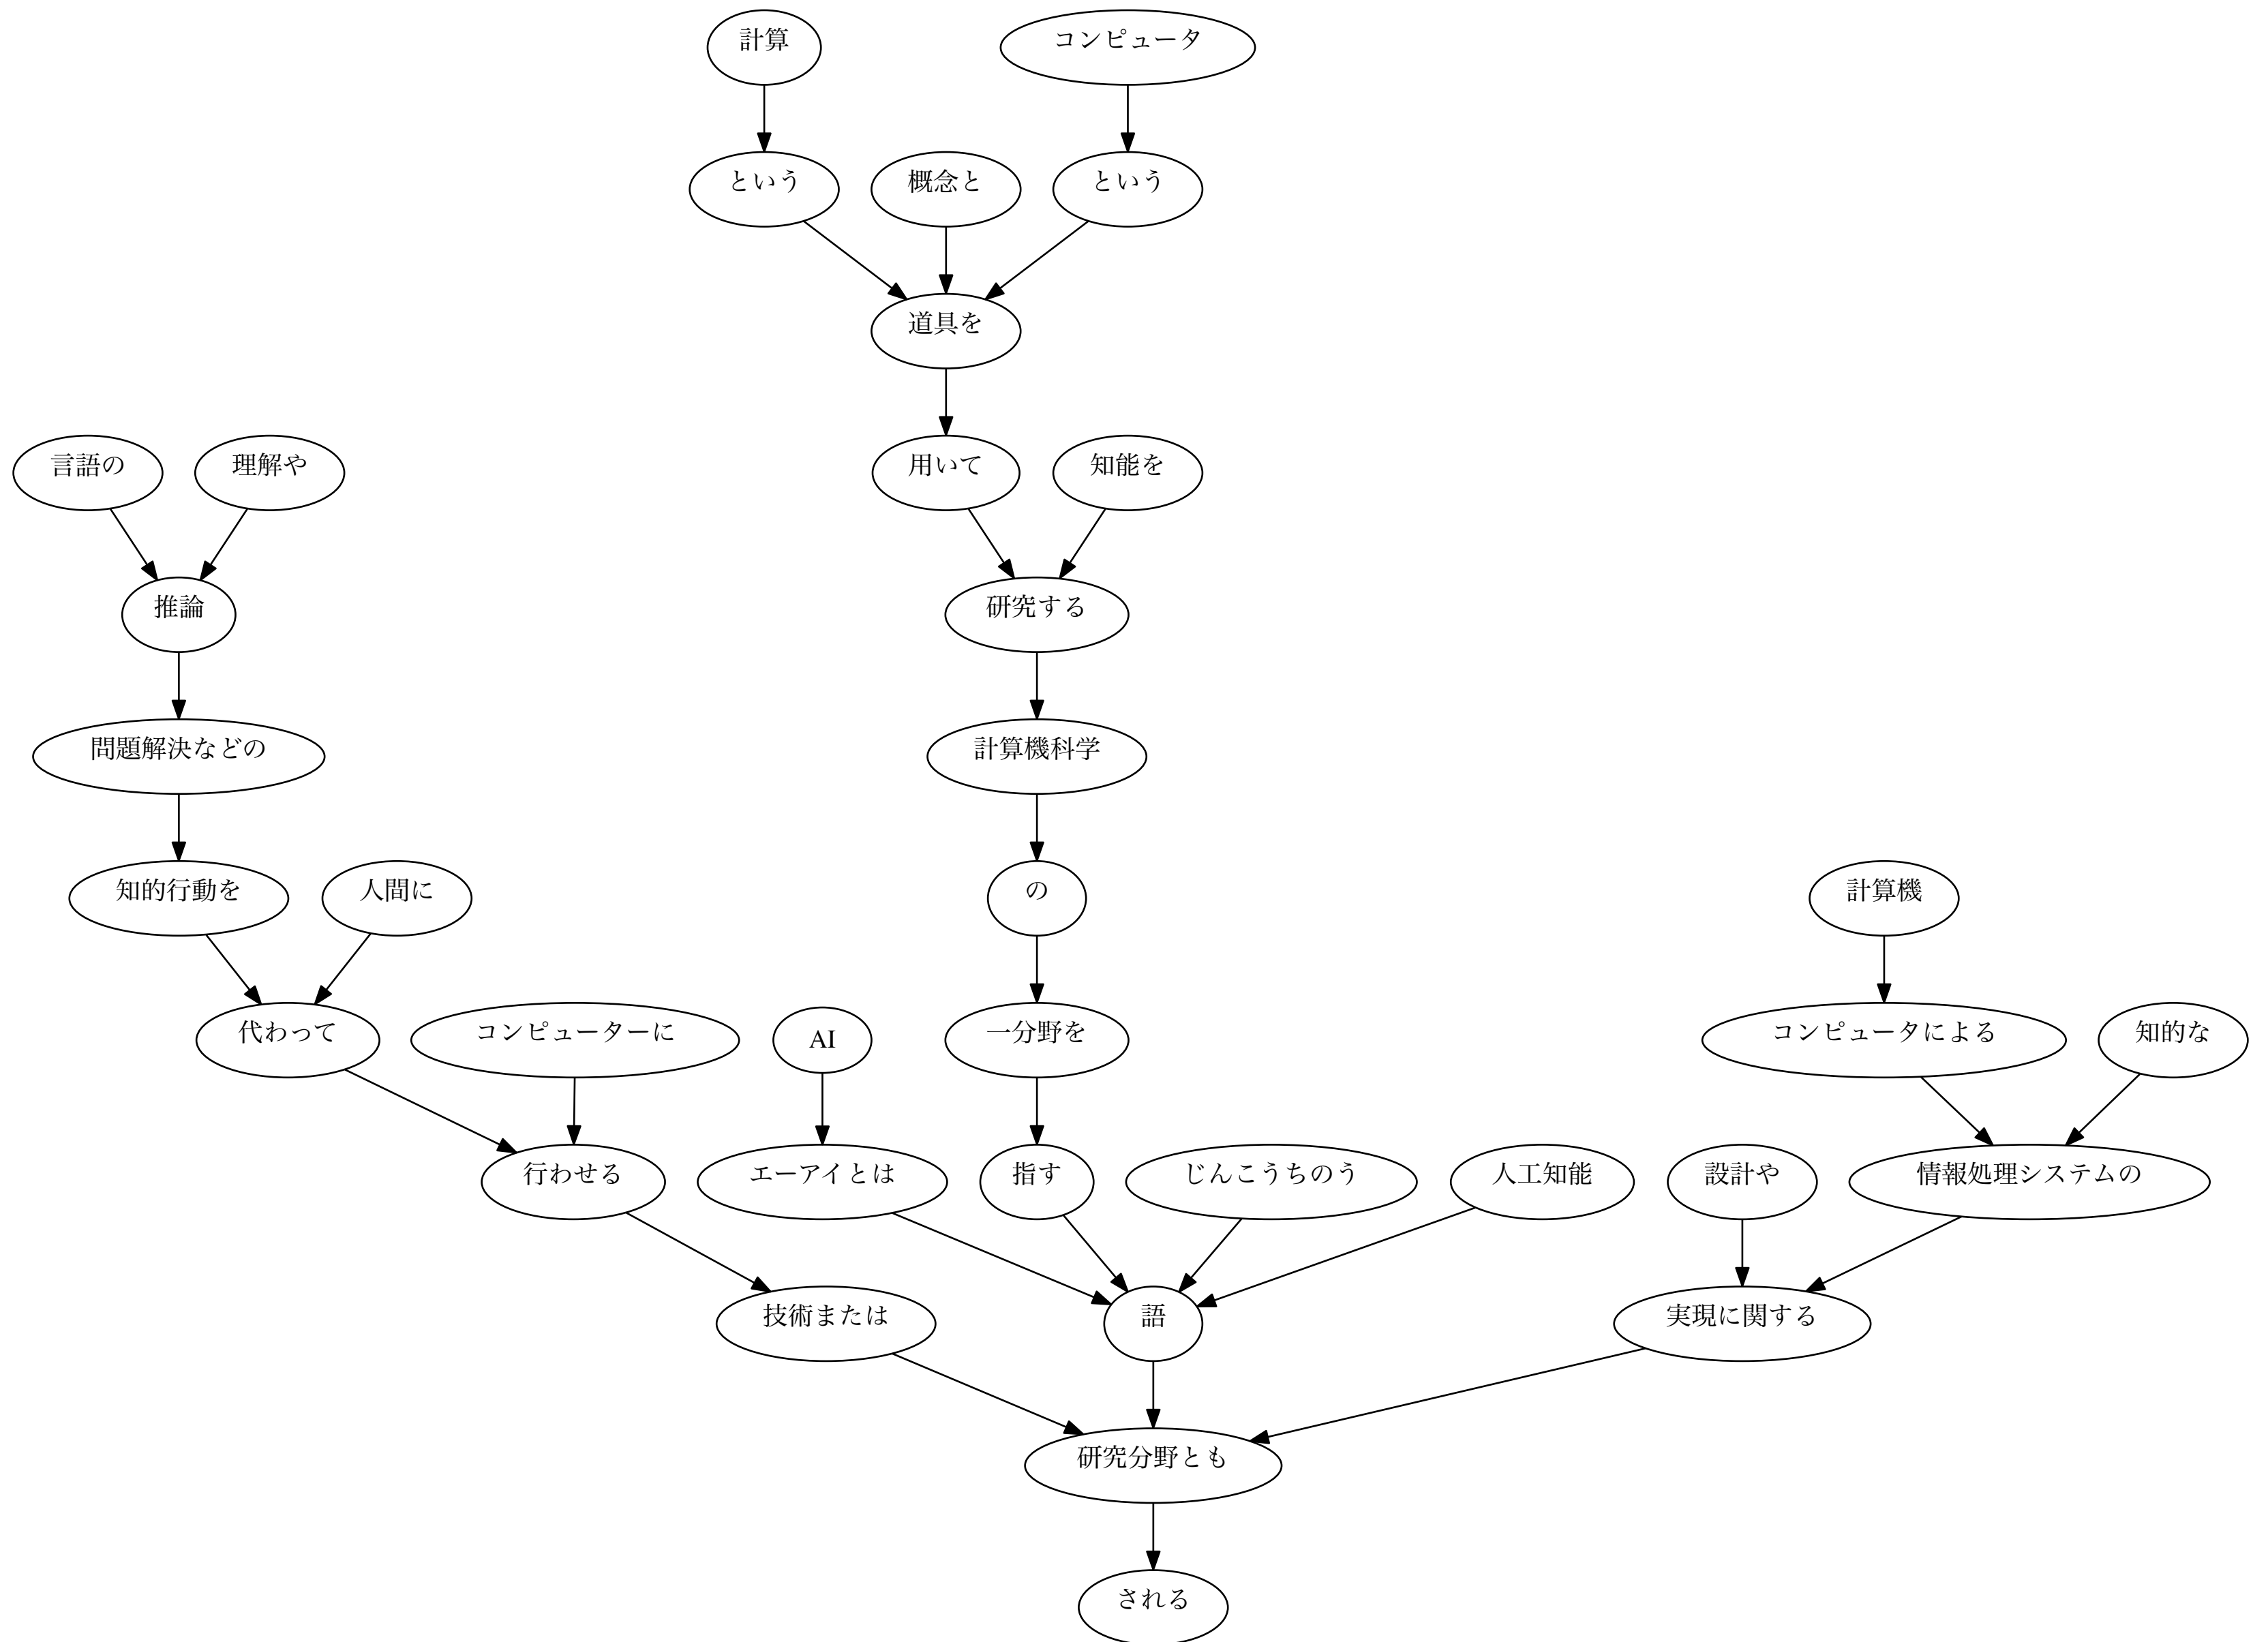 計算
コンピュータ
という
概念と
という
道具を
言語の
理解や
用いて
知能を
推論
研究する
問題解決などの
計算機科学
知的行動を
人間に
の
計算機
代わって
コンピューターに
AI
一分野を
コンピュータによる
知的な
行わせる
エーアイとは
指す
じんこうちのう
人工知能
設計や
情報処理システムの
技術または
語
実現に関する
研究分野とも
される